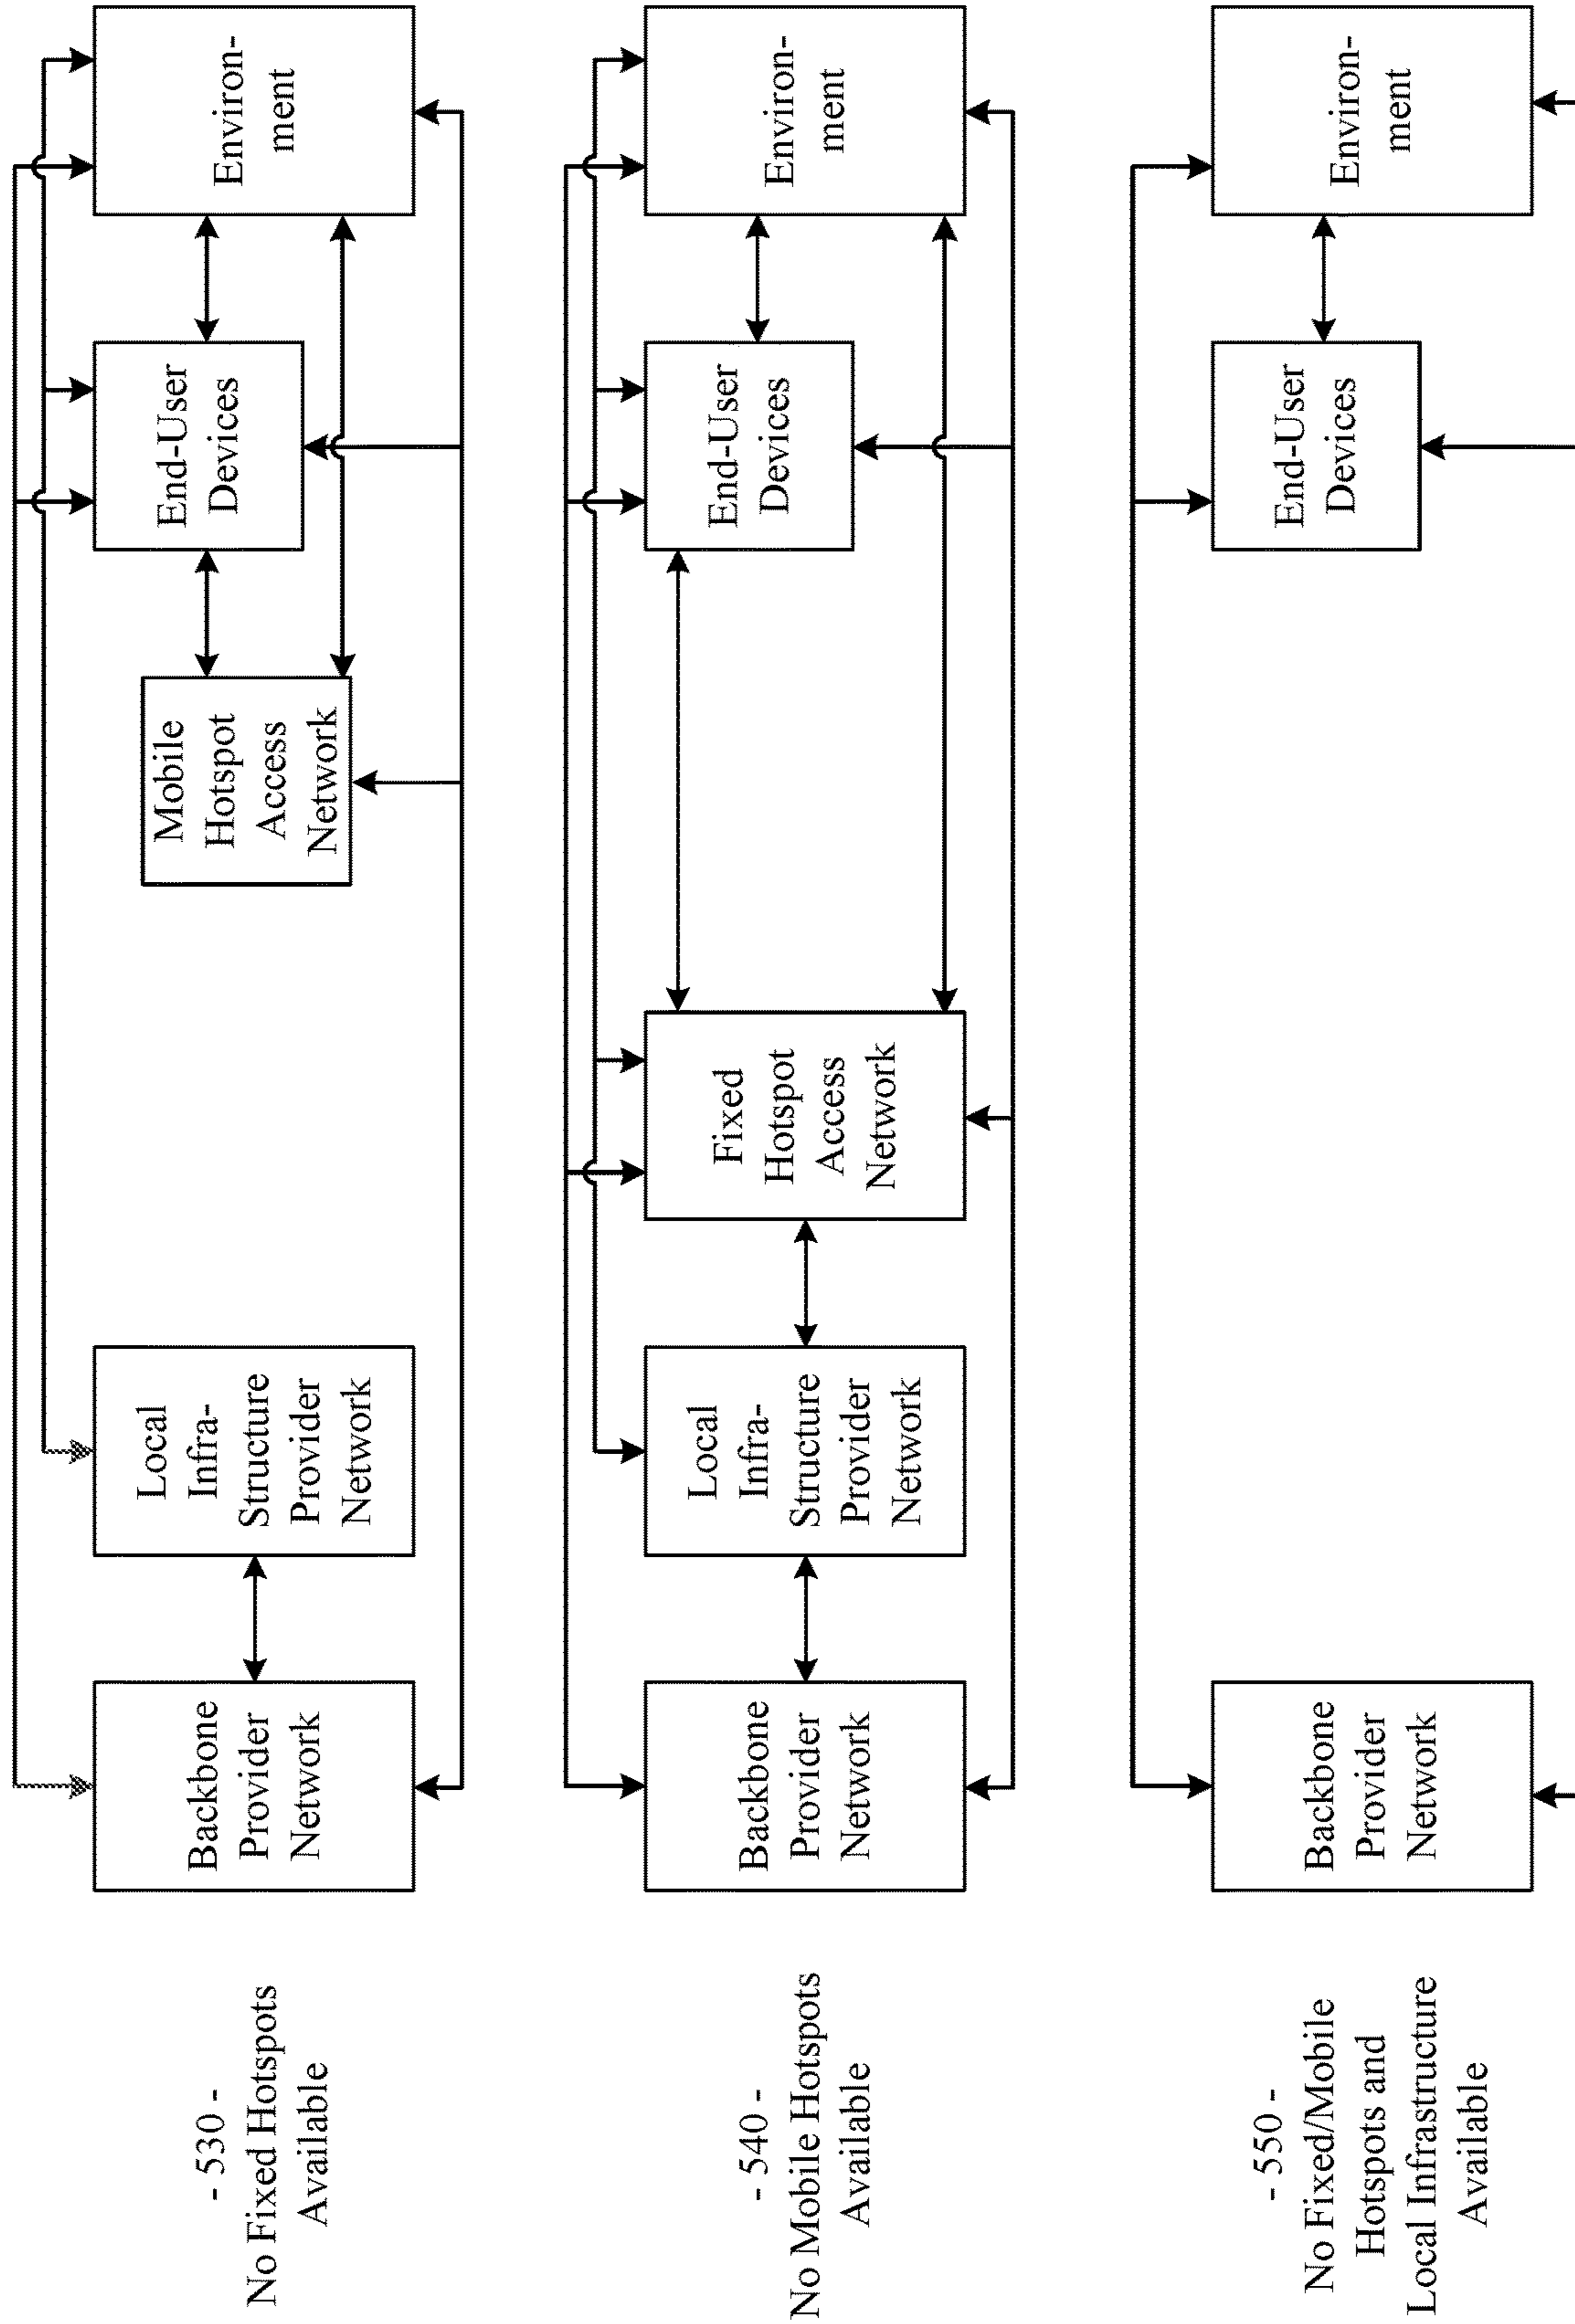 - 530 -
No Fixed Hotspots
Available
Backbone
Provider
Network
Local
Infra-
Structure
Provider
Network
Mobile
Hotspot
Access
Network
End-User
Devices
Environ-
ment
- 540 -
No Mobile Hotspots
Available
Backbone
Provider
Network
Local
Infra-
Structure
Provider
Network
Fixed
Hotspot
Access
Network
End-User
Devices
Environ-
ment
- 550 -
No Fixed/Mobile
Hotspots and
Local Infrastructure
Available
Backbone
Provider
Network
End-User
Devices
Environ-
ment